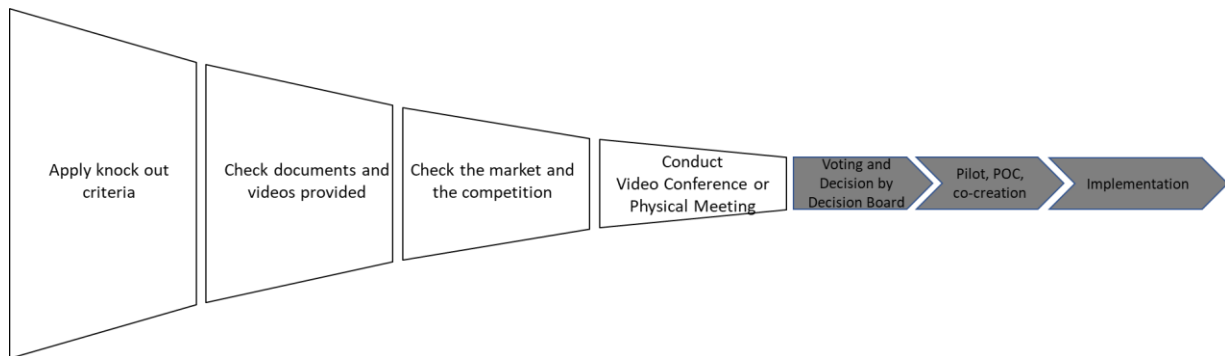 Apply knock out
criteria
Check documents and
videos provided
Check the market and
the competition
Conduct
Video Conference or
Physical Meeting
Voting and
Decision by
Decision Board
Pilot, POC,
co-creation
Implementation